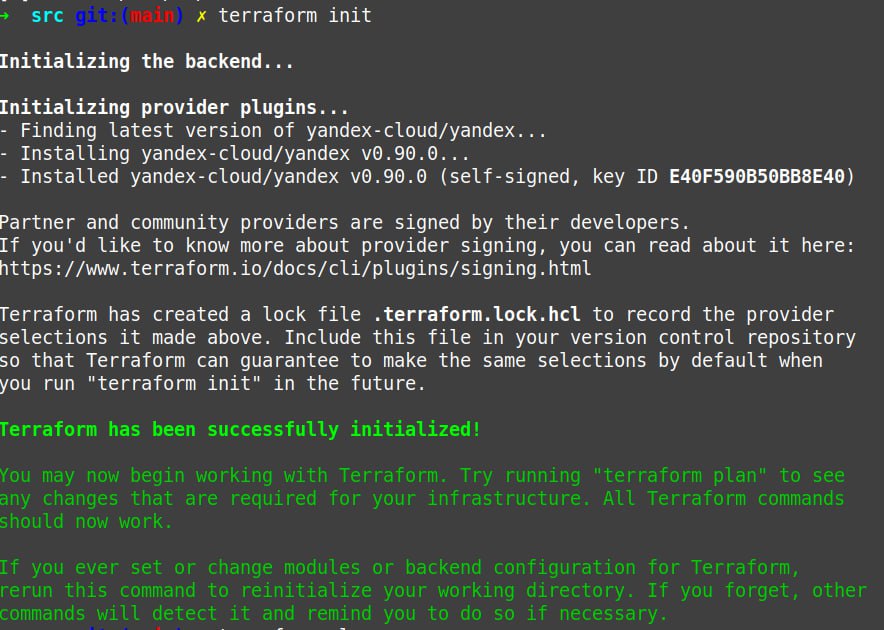 → src git:(main) ✗ terraform init
Initializing the backend...
Initializing provider plugins...
- Finding latest version of yandex-cloud/yandex...
- Installing yandex-cloud/yandex v0.90.0...
- Installed yandex-cloud/yandex v0.90.0 (self-signed, key ID E40F590B50BB8E40)
Partner and community providers are signed by their developers.
If you'd like to know more about provider signing, you can read about it here:
https://www.terraform.io/docs/cli/plugins/signing.html
Terraform has created a lock file .terraform.lock.hcl to record the provider
selections it made above. Include this file in your version control repository
so that Terraform can guarantee to make the same selections by default when
you run "terraform init" in the future.
Terraform has been successfully initialized!
You may now begin working with Terraform. Try running "terraform plan" to see
any changes that are required for your infrastructure. All Terraform commands
should now work.
If you ever set or change modules or backend configuration for Terraform,
rerun this command to reinitialize your working directory. If you forget, other
commands will detect it and remind you to do so if necessary.